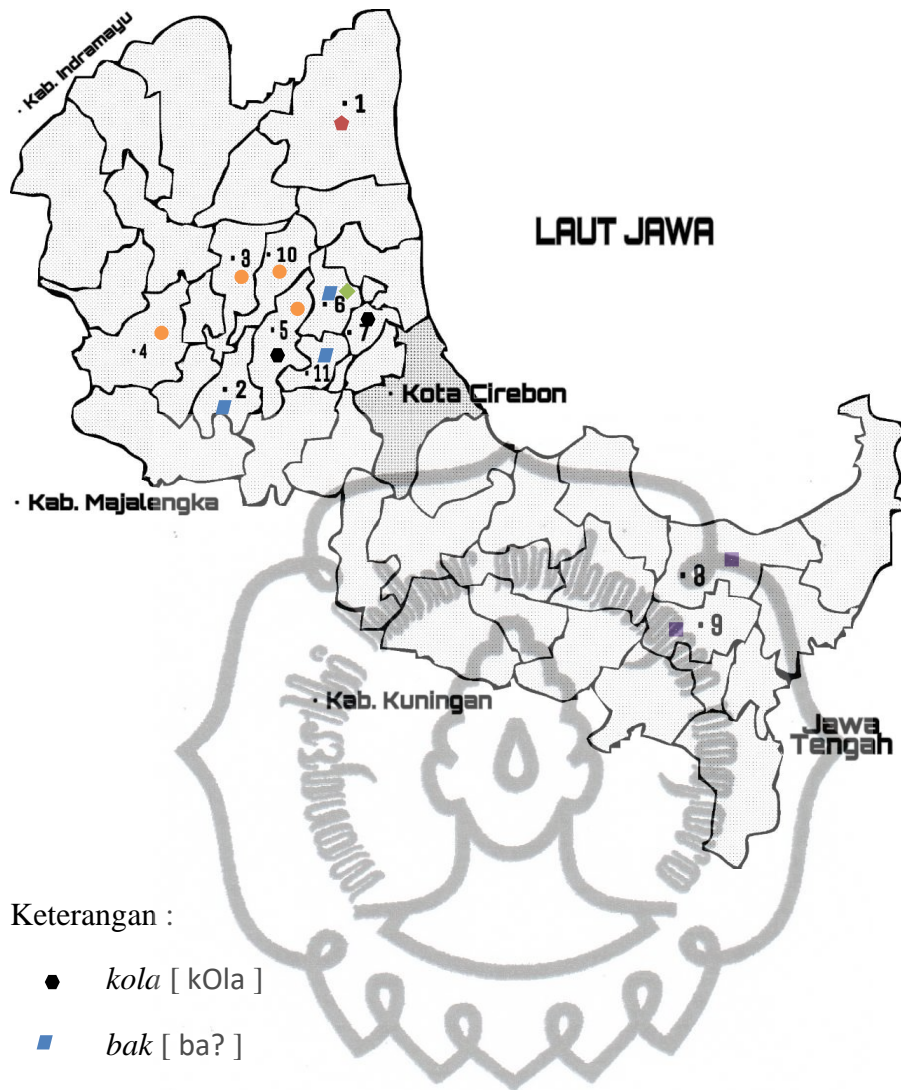 · Kab. Indramayu
· 1
LAUT JAWA
· 3
· 10
· 6
· 5
· 7
· 4
· 11
· 2
· Kota Cirebon
· Kab. Majalengka
· 8
· 9
· Kab. Kuningan
Jawa
Tengah
Keterangan :
kola [ kOla ]
bak [ ba? ]